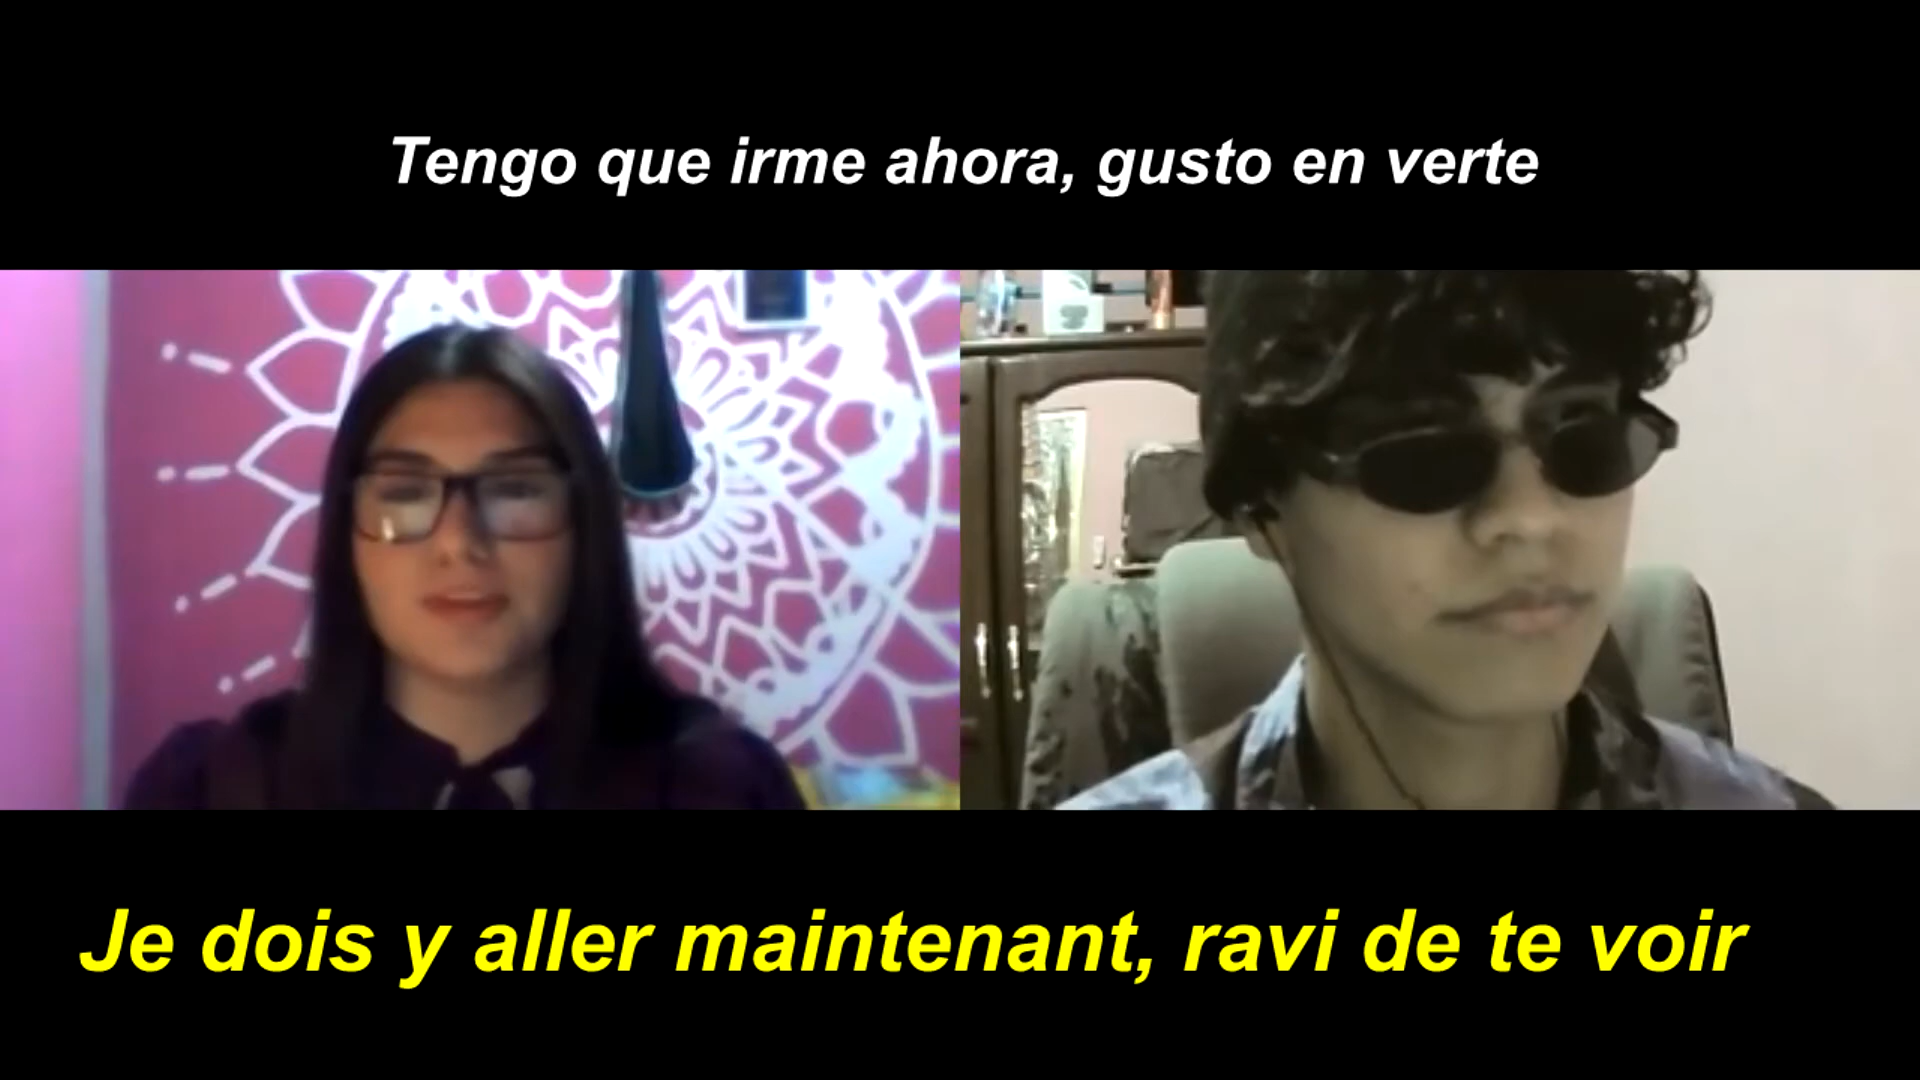 Tengo que irme ahora, gusto en verte
Je dois y aller maintenant, ravi de te voir